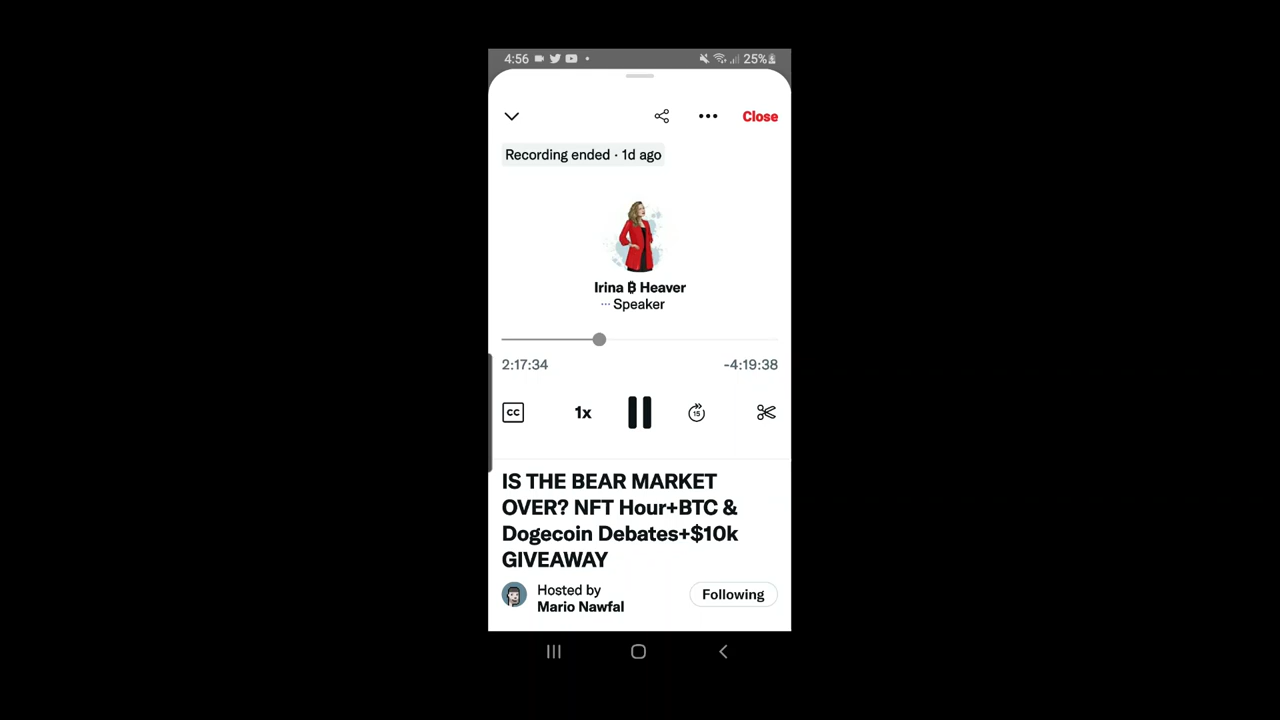 4:56
25%
Close
Recording ended · 1d ago
Irina ₿ Heaver
Speaker
2:17:34
-4:19:38
CC
1x
15
IS THE BEAR MARKET
OVER? NFT Hour+BTC &
Dogecoin Debates+$10k
GIVEAWAY
Hosted by
Mario Nawfal
Following